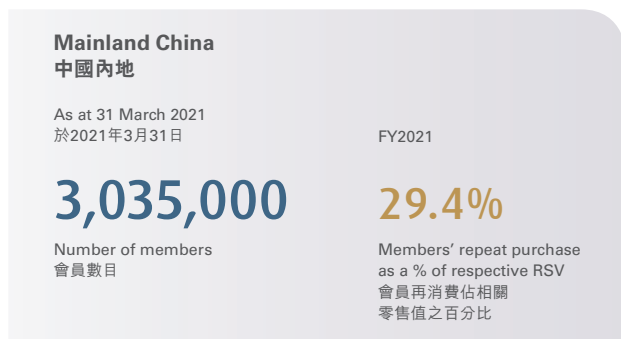 Mainland China
中國內地
As at 31 March 2021
於2021年3月31日
3,035,000
Number of members
會員數目
FY2021
29.4%
Members’ repeat purchase
as a % of respective RSV
會員再消費佔相關
零售值之百分比